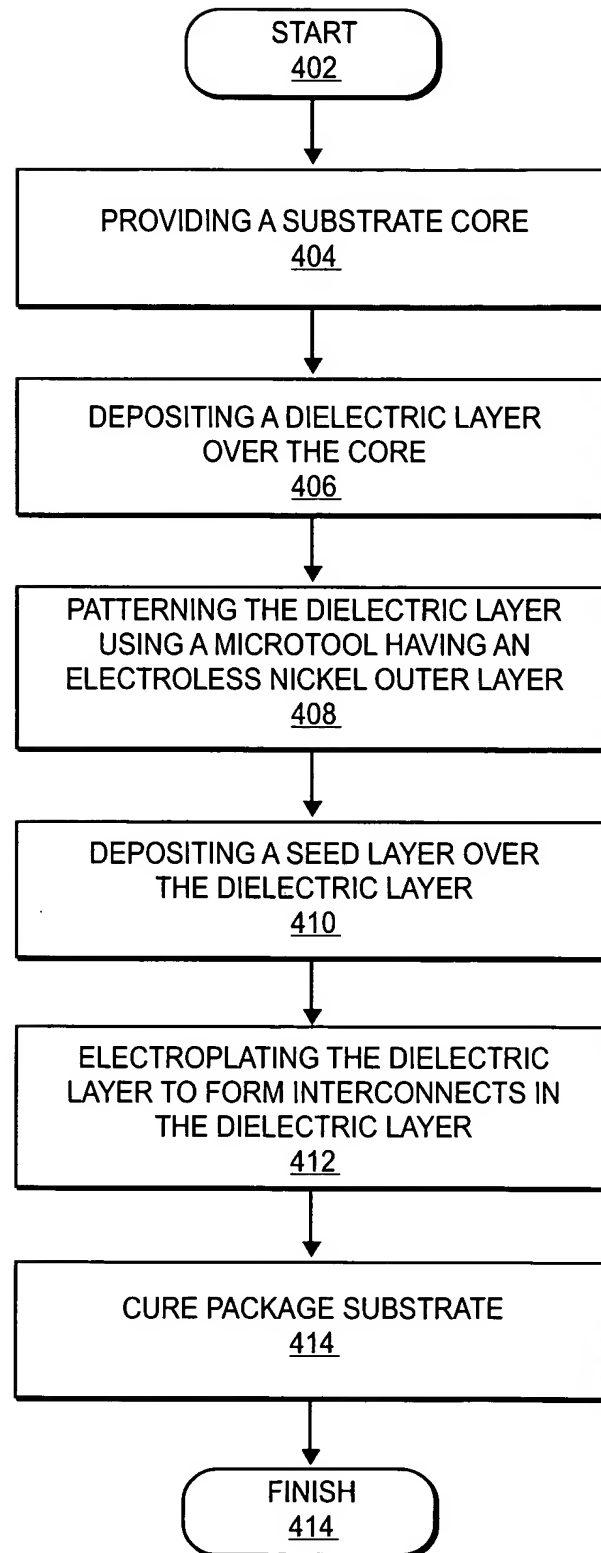 START
402
PROVIDING A SUBSTRATE CORE
404
DEPOSITING A DIELECTRIC LAYER
OVER THE CORE
406
PATTERNING THE DIELECTRIC LAYER
USING A MICROTOOL HAVING AN
ELECTROLESS NICKEL OUTER LAYER
408
DEPOSITING A SEED LAYER OVER
THE DIELECTRIC LAYER
410
ELECTROPLATING THE DIELECTRIC
LAYER TO FORM INTERCONNECTS IN
THE DIELECTRIC LAYER
412
CURE PACKAGE SUBSTRATE
414
FINISH
414